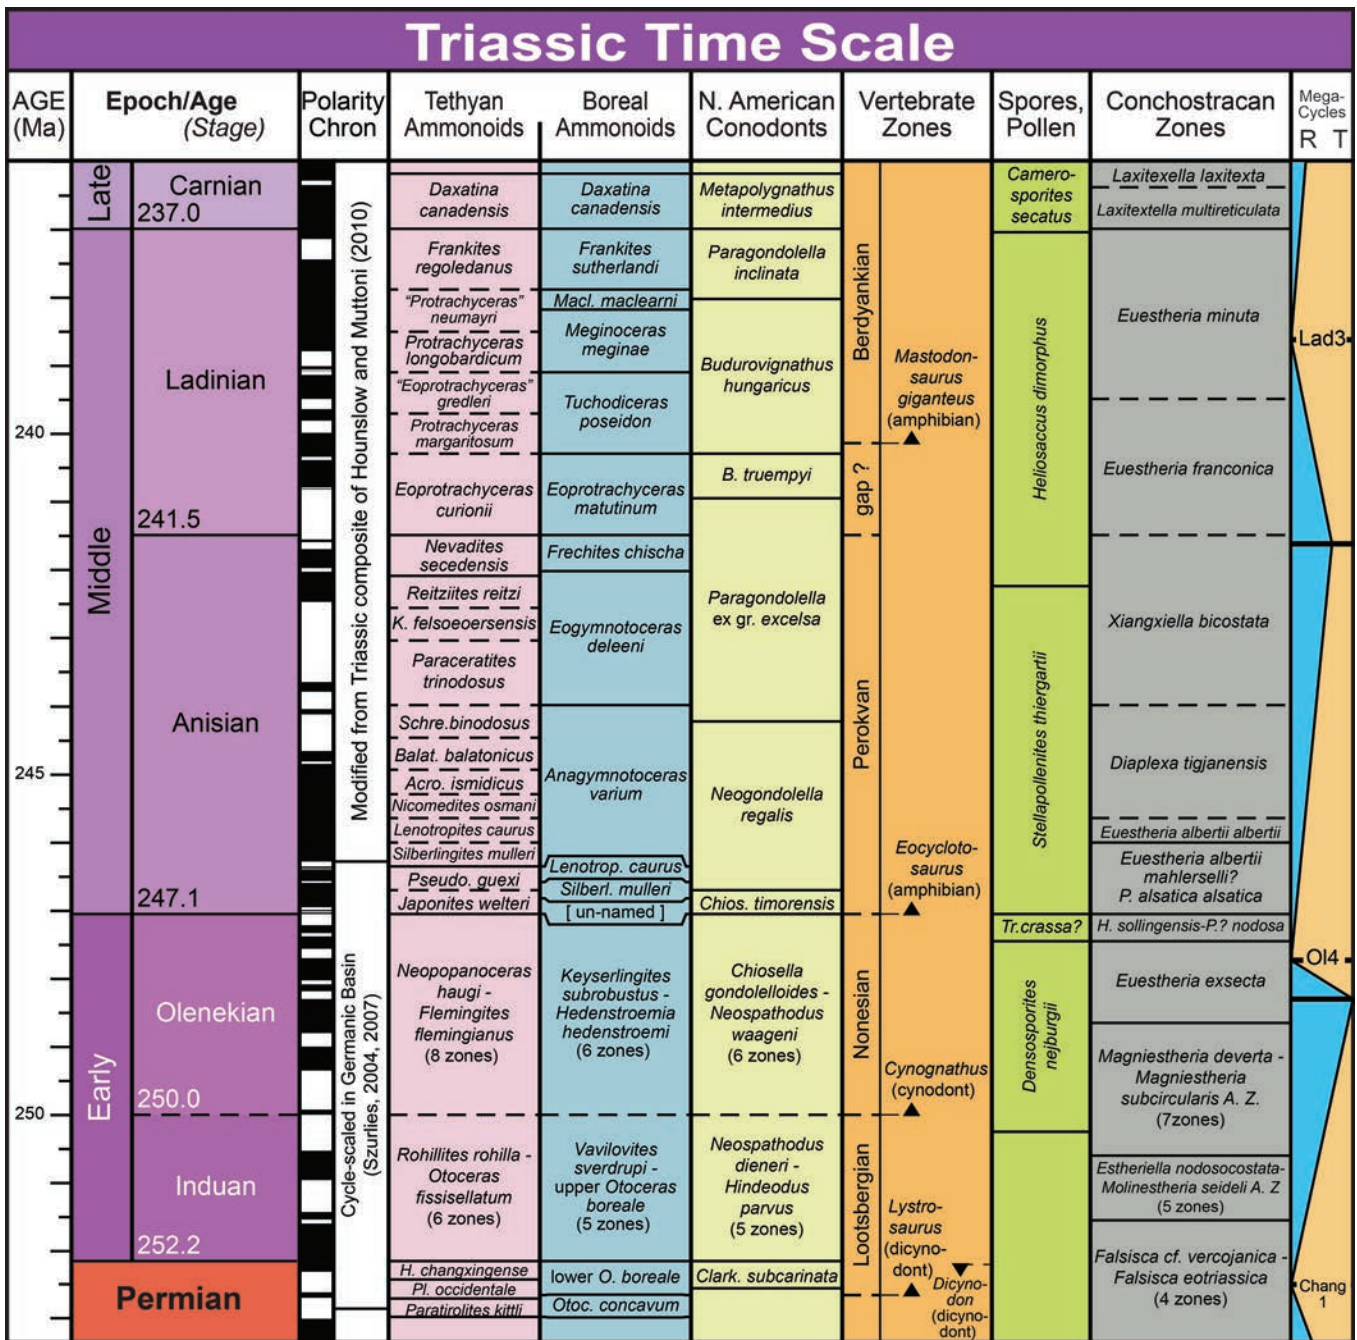 Triassic Time Scale
AGE
(Ma)
Epoch/Age
(Stage)
Polarity
Chron
Tethyan
Ammonoids
Boreal
Ammonoids
N. American
Conodonts
Vertebrate
Zones
Spores,
Pollen
Conchostracan
Zones
Mega-
Cycles
R T
240
245
250
Late
Middle
Early
Carnian
237.0
Ladinian
241.5
Anisian
247.1
Olenekian
250.0
Induan
252.2
Permian
Modified from Triassic composite of Hounslow and Muttoni (2010)
Cycle-scaled in Germanic Basin
(Szurlies, 2004, 2007)
Daxatina
canadensis
Frankites
regoledanus
"Protrachyceras"
neumayri
Protrachyceras
longobardicum
"Eoprotrachyceras"
gredleri
Protrachyceras
margaritosum
Eoprotrachyceras
curionii
Nevadites
secedensis
Reitziites reitzi
K. felsoeoersensis
Paraceratites
trinodosus
Schre.binodosus
Balat. balatonicus
Acro. ismidicus
Nicomedites osmani
Lenotropites caurus
Silberlingites mulleri
Pseudo. guexi
Japonites welteri
Neopopanoceras
haugi -
Flemingites
flemingianus
(8 zones)
Rohillites rohilla -
Otoceras
fissisellatum
(6 zones)
H. changxingense
Pl. occidentale
Paratirolites kittli
Daxatina
canadensis
Frankites
sutherlandi
Macl. maclearni
Meginoceras
meginae
Tuchodiceras
poseidon
Eoprotrachyceras
matutinum
Frechites chischa
Eogymnotoceras
deleeni
Anagymnotoceras
varium
Lenotrop. caurus
Silberl. mulleri
[ un-named ]
Keyserlingites
subrobustus -
Hedenstroemia
hedenstroemi
(6 zones)
Vavilovites
sverdrupi -
upper Otoceras
boreale
(5 zones)
lower O. boreale
Otoc. concavum
Metapolygnathus
intermedius
Paragondolella
inclinata
Budurovignathus
hungaricus
B. truempyi
Paragondolella
ex gr. excelsa
Neogondolella
regalis
Chios. timorensis
Chiosella
gondolelloides -
Neospathodus
waageni
(6 zones)
Neospathodus
dieneri -
Hindeodus
parvus
(5 zones)
Clark. subcarinata
Berdyankian
gap ?
Perokvan
Nonesian
Lootsbergian
Mastodon-
saurus
giganteus
(amphibian)
Eocycloto-
saurus
(amphibian)
Cynognathus
(cynodont)
Lystro-
saurus
(dicyno-
dont)
Dicyno-
don
(dicyno-
dont)
Camero-
sporites
secatus
Heliosaccus dimorphus
Stellapollenites thiergartii
Tr.crassa?
Densosporites
nejburgii
Laxitexella laxitexta
Laxitextella multireticulata
Euestheria minuta
Euestheria franconica
Xiangxiella bicostata
Diaplexa tigjanensis
Euestheria albertii albertii
Euestheria albertii
mahlerselli?
P. alsatica alsatica
H. sollingensis-P.? nodosa
Euestheria exsecta
Magniestheria deverta -
Magniestheria
subcircularis A. Z.
(7zones)
Estheriella nodosocostata-
Molinestheria seideli A. Z
(5 zones)
Falsisca cf. vercojanica -
Falsisca eotriassica
(4 zones)
Lad3
Ol4
Chang
1